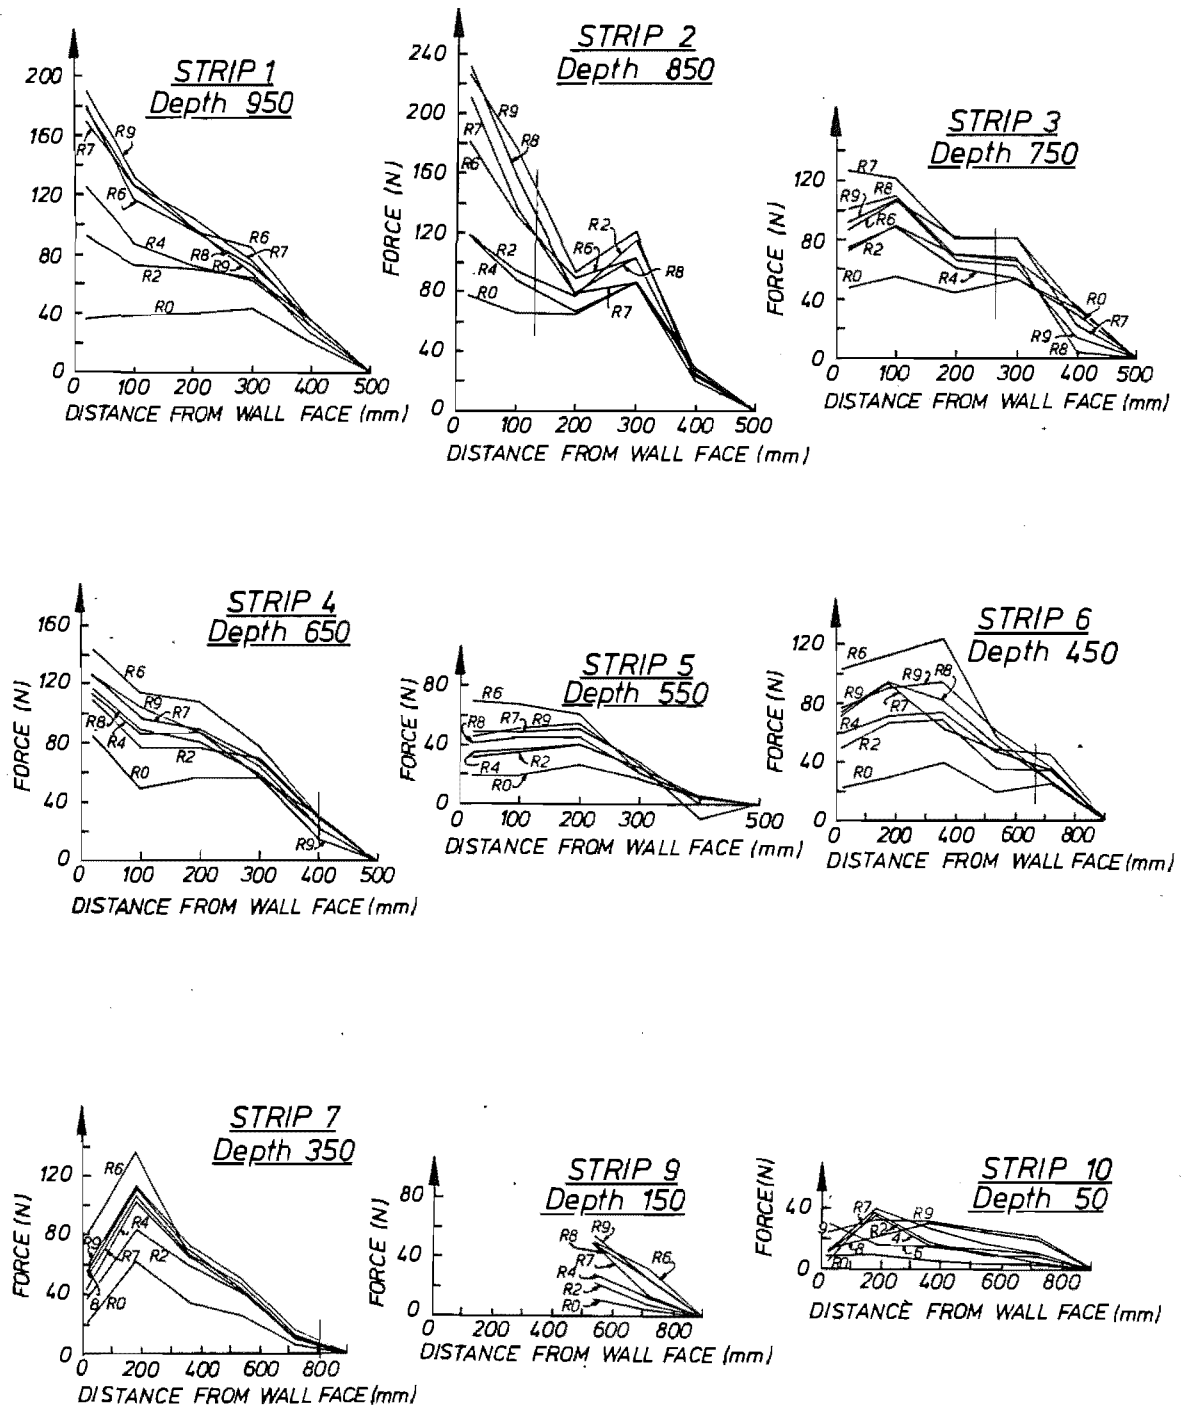 STRIP 1
Depth 950
FORCE (N)
200
160
120
80
40
0
R9
R7
R6
R4
R2
R0
R6
R7
R8
R9
0 100 200 300 400 500
DISTANCE FROM WALL FACE (mm)
STRIP 2
Depth 850
FORCE (N)
240
200
160
120
80
40
0
R9
R8
R7
R6
R2
R4
R0
R2
R6
R8
R7
0 100 200 300 400 500
DISTANCE FROM WALL FACE (mm)
STRIP 3
Depth 750
FORCE (N)
120
80
40
0
R7
R8
R9
R6
R2
R0
R4
R0
R7
R9
R8
0 100 200 300 400 500
DISTANCE FROM WALL FACE (mm)
STRIP 4
Depth 650
FORCE (N)
160
120
80
40
0
R6
R9
R7
R8
R4
R2
R0
R9
0 100 200 300 400 500
DISTANCE FROM WALL FACE (mm)
STRIP 5
Depth 550
FORCE (N)
80
40
0
R6
R8
R7
R9
R4
R2
R0
0 100 200 300 400 500
DISTANCE FROM WALL FACE (mm)
STRIP 6
Depth 450
FORCE (N)
120
80
40
0
R6
R9
R8
R9
R7
R4
R2
R0
0 200 400 600 800
DISTANCE FROM WALL FACE (mm)
STRIP 7
Depth 350
FORCE (N)
120
80
40
0
R6
R4
R9
R7
R2
8
R0
0 200 400 600 800
DISTANCE FROM WALL FACE (mm)
STRIP 9
Depth 150
FORCE (N)
80
40
0
R9
R8
R7
R6
R4
R2
R0
0 200 400 600 800
DISTANCE FROM WALL FACE (mm)
STRIP 10
Depth 50
FORCE (N)
40
0
R7
R9
9
R2
4
8
6
R0
0 200 400 600 800
DISTANCE FROM WALL FACE (mm)